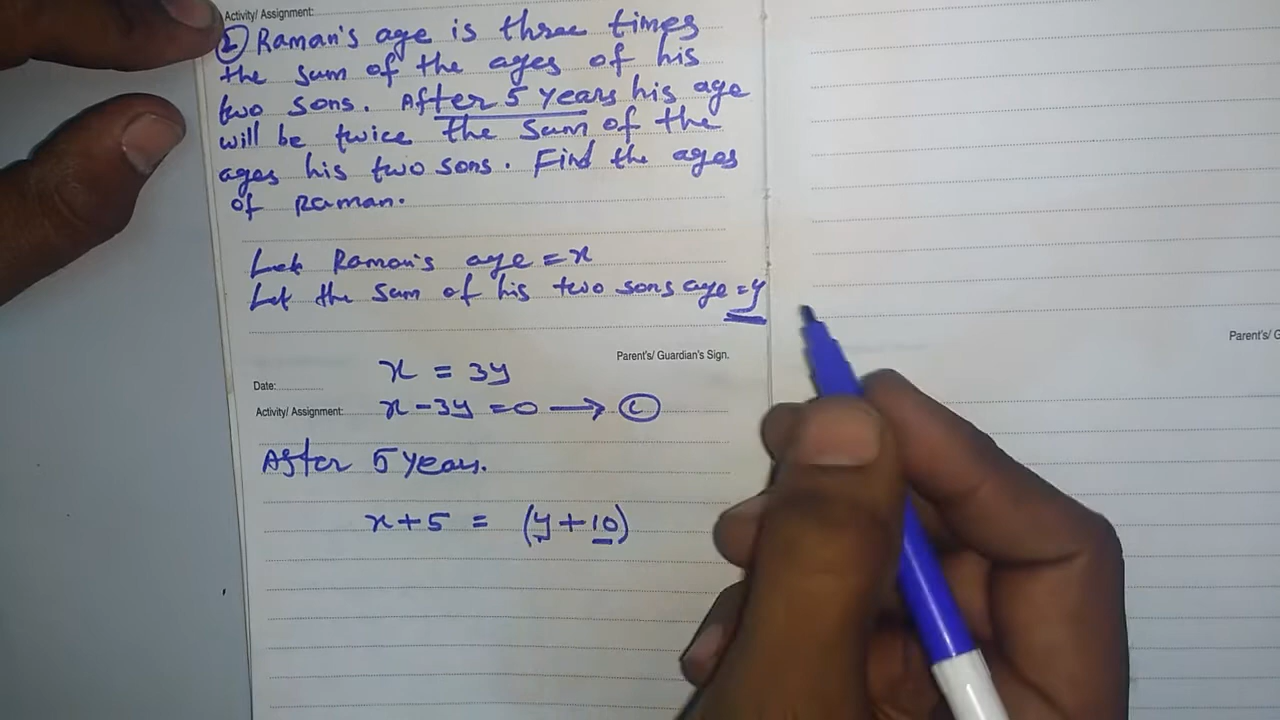 Activity/ Assignment:
② Raman's age is three times
the sum of the ages of his
two sons. After 5 years his age
will be twice the sum of the
ages his two sons. Find the ages
of Raman.
Let Raman's age = x
Let the sum of his two sons age = y
Parent's/ Guardian's Sign.
Parent's/ G
x = 3y
Date:
Activity/ Assignment: x - 3y = 0 →
After 5 years.
x + 5 = (y + 10)